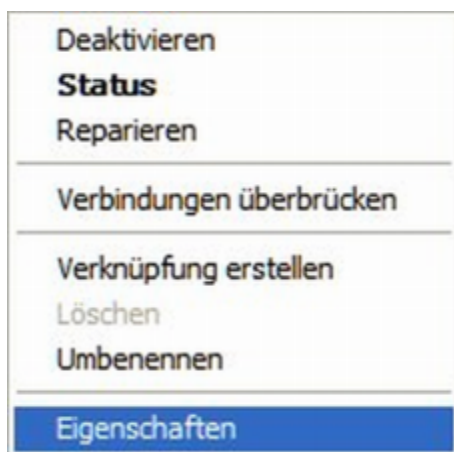 Deaktivieren
Status
Reparieren
Verbindungen überbrücken
Verknüpfung erstellen
Löschen
Umbenennen
Eigenschaften